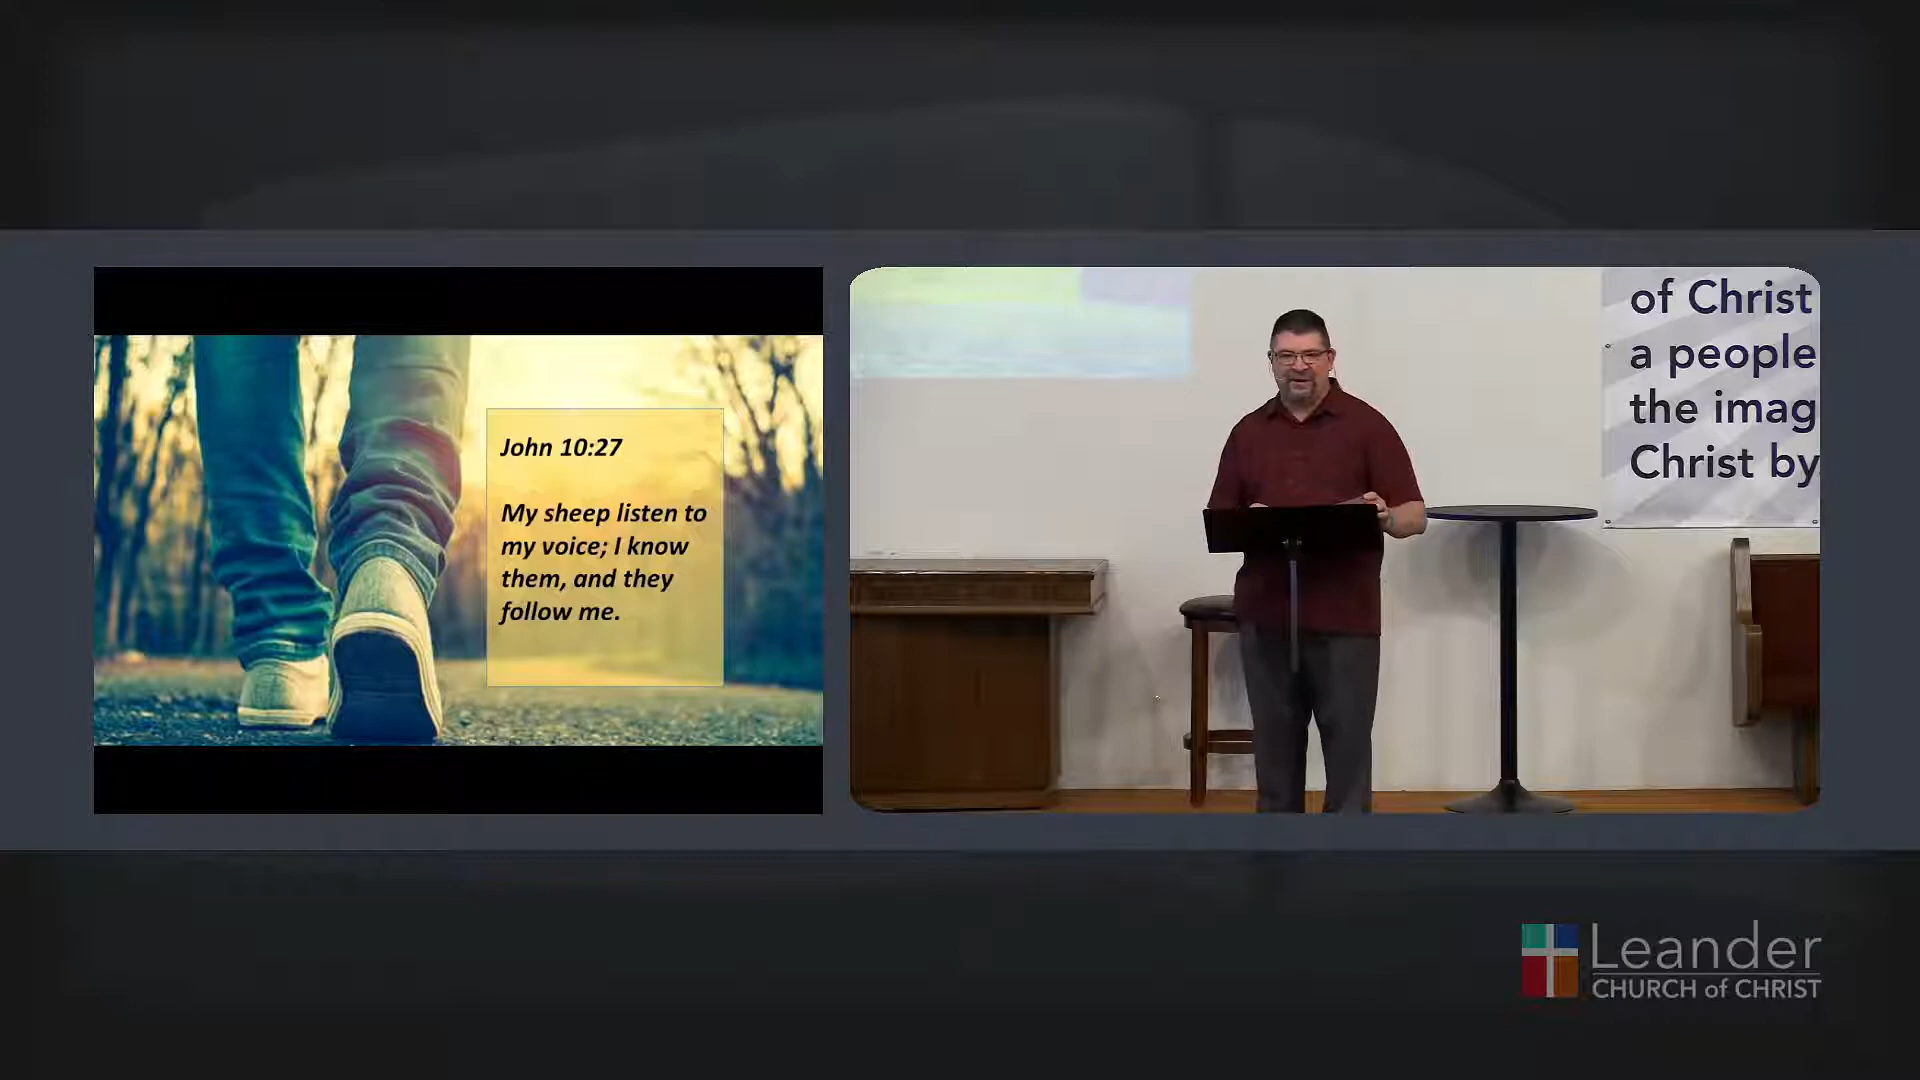 John 10:27
My sheep listen to
my voice; I know
them, and they
follow me.
of Christ
a people
the imag
Christ by
Leander
CHURCH of CHRIST